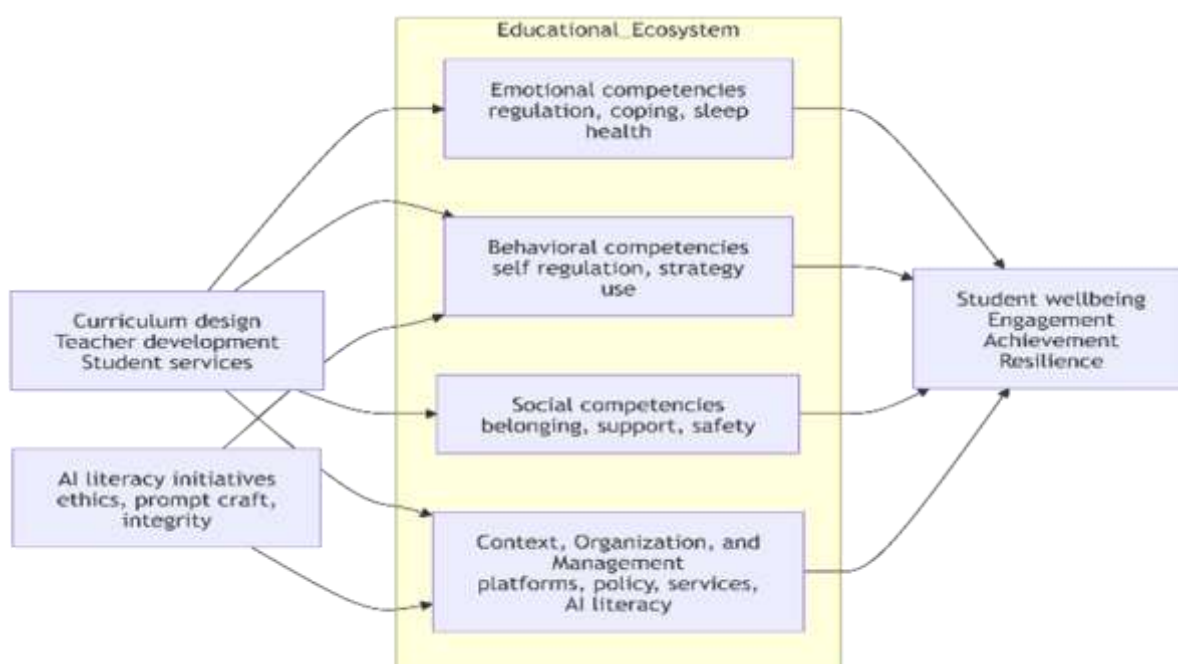 Educational_Ecosystem
Emotional competencies
regulation, coping, sleep
health
Behavioral competencies
self regulation, strategy
use
Curriculum design
Teacher development
Student services
Student wellbeing
Engagement
Achievement
Resilience
Social competencies
belonging, support, safety
AI literacy initiatives
ethics, prompt craft,
integrity
Context, Organization, and
Management
platforms, policy, services,
AI literacy